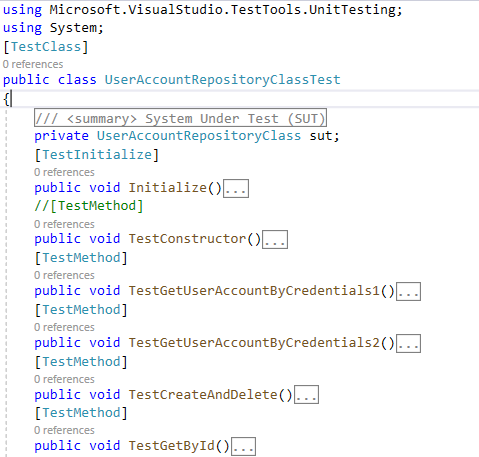 using Microsoft.VisualStudio.TestTools.UnitTesting;
using System;
[TestClass]
0 references
public class UserAccountRepositoryClassTest
{
/// <summary> System Under Test (SUT)
private UserAccountRepositoryClass sut;
[TestInitialize]
0 references
public void Initialize()...
//[TestMethod]
0 references
public void TestConstructor()...
[TestMethod]
0 references
public void TestGetUserAccountByCredentials1()...
[TestMethod]
0 references
public void TestGetUserAccountByCredentials2()...
[TestMethod]
0 references
public void TestCreateAndDelete()...
[TestMethod]
0 references
public void TestGetById()...